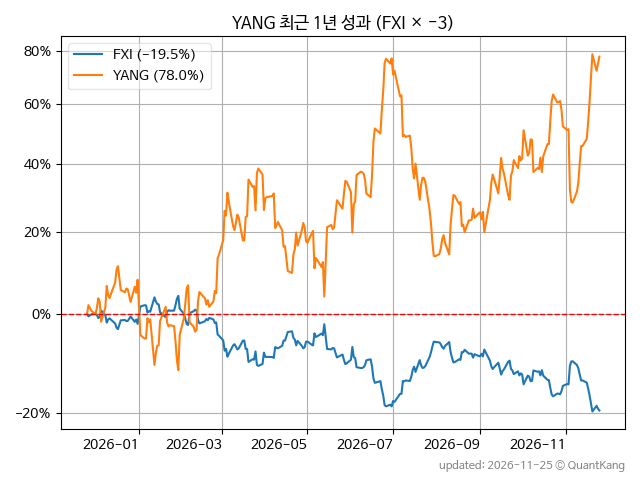 YANG 최근 1년 성과 (FXI × −3)
FXI (−19.5%)
YANG (78.0%)
80%
60%
40%
20%
0%
−20%
2026-01 2026-03 2026-05 2026-07 2026-09 2026-11
updated: 2026-11-25 © QuantKang